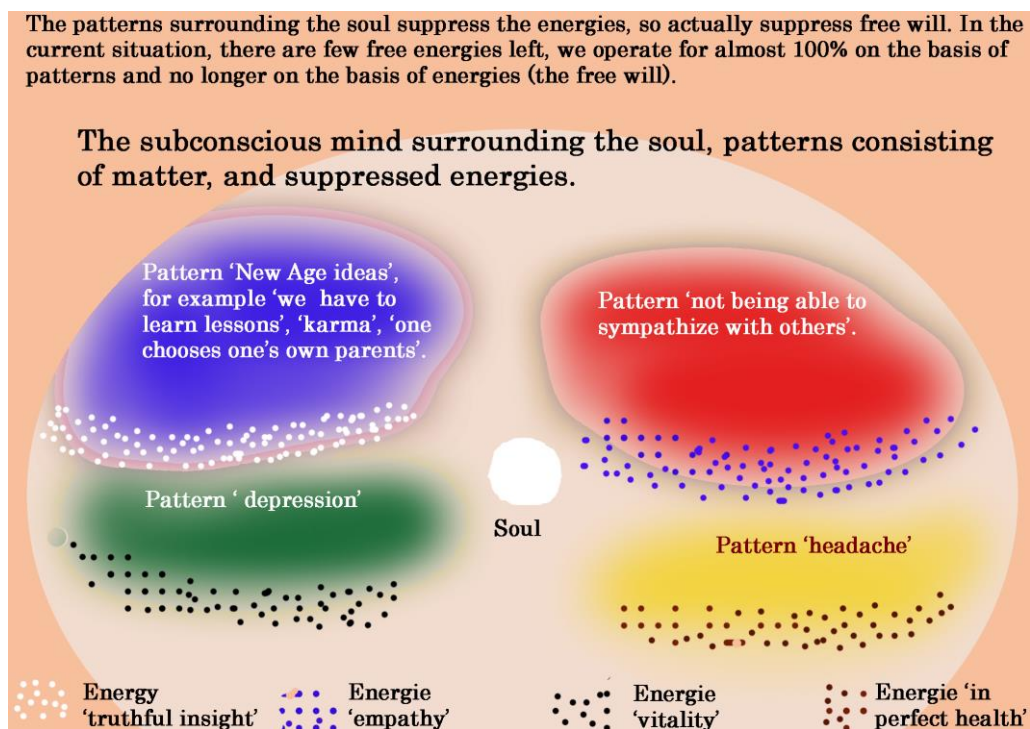 The patterns surrounding the soul suppress the energies, so actually suppress free will. In the
current situation, there are few free energies left, we operate for almost 100% on the basis of
patterns and no longer on the basis of energies (the free will).
The subconscious mind surrounding the soul, patterns consisting
of matter, and suppressed energies.
Pattern ‘New Age ideas’,
for example ‘we have to
learn lessons’, ‘karma’, ‘one
chooses one’s own parents’.
Pattern ‘not being able to
sympathize with others’.
Pattern ‘ depression’
Soul
Pattern ‘headache’
Energy
‘truthful insight’
Energie
‘empathy’
Energie
‘vitality’
Energie ‘in
perfect health’